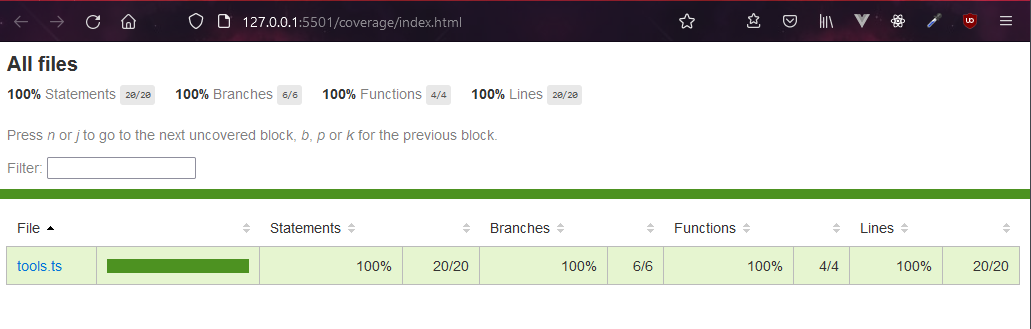 127.0.0.1:5501/coverage/index.html
All files
100% Statements 20/20 100% Branches 6/6 100% Functions 4/4 100% Lines 20/20
Press n or j to go to the next uncovered block, b, p or k for the previous block.
Filter:
File Statements Branches Functions Lines
tools.ts 100% 20/20 100% 6/6 100% 4/4 100% 20/20